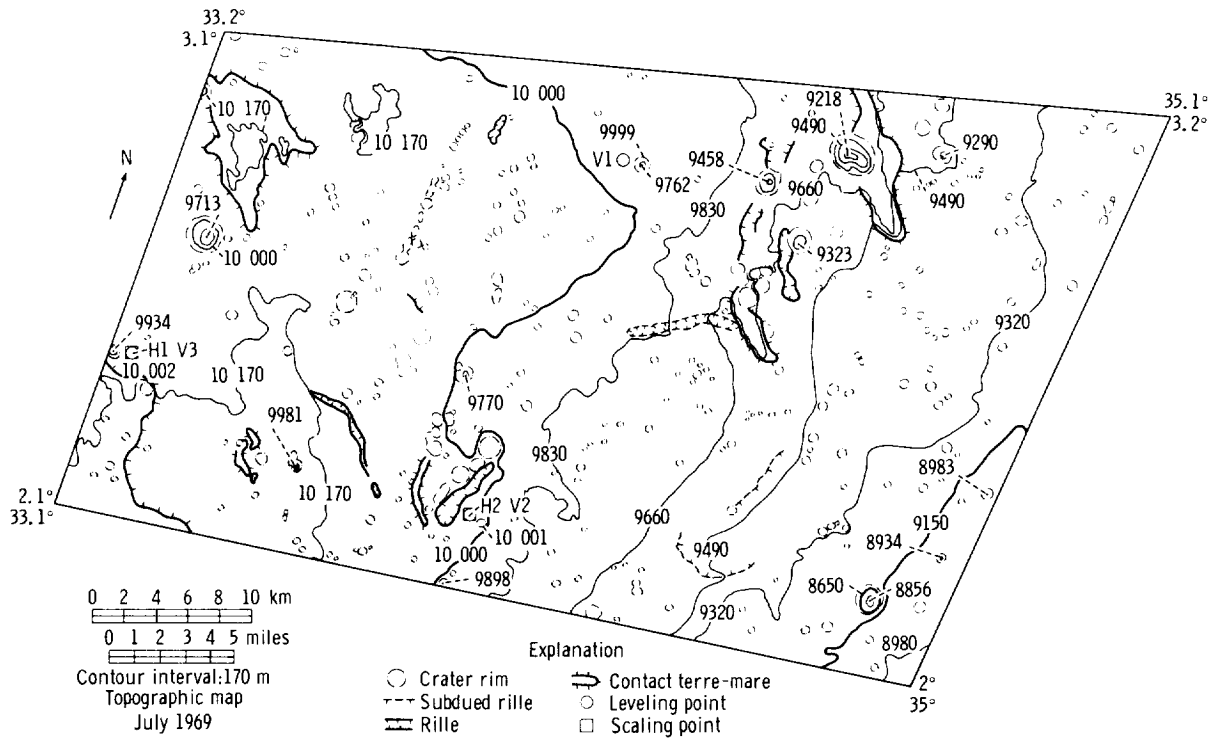 33.2°
3.1°
10 000
9218
35.1°
3.2°
9490
10 170
10 170
9999
V1
9458
9290
9762
9660
9490
N
9713
9830
10 000
9323
9934
H1 V3
10 002
10 170
9320
9770
9981
9830
8983
10 170
2.1°
33.1°
H2 V2
9660
9150
10 001
10 000
9490
8934
9898
8650
8856
9320
8980
2°
35°
0 2 4 6 8 10 km
0 1 2 3 4 5 miles
Contour interval:170 m
Topographic map
July 1969
Explanation
Crater rim
Subdued rille
Rille
Contact terre-mare
Leveling point
Scaling point